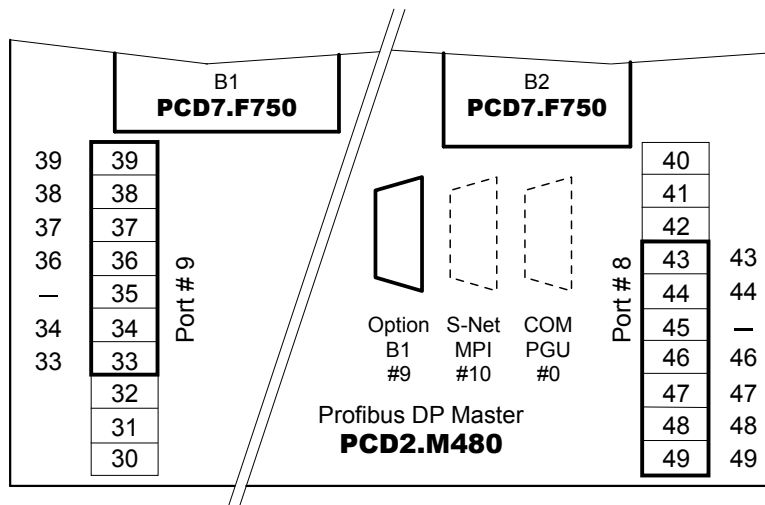 B1
PCD7.F750
B2
PCD7.F750
39 39
38 38
37 37
36 36
— 35
34 34
33 33
32
31
30
Port # 9
Option
B1
#9
S-Net
MPI
#10
COM
PGU
#0
Profibus DP Master
PCD2.M480
Port # 8
40
41
42
43 43
44 44
45 —
46 46
47 47
48 48
49 49